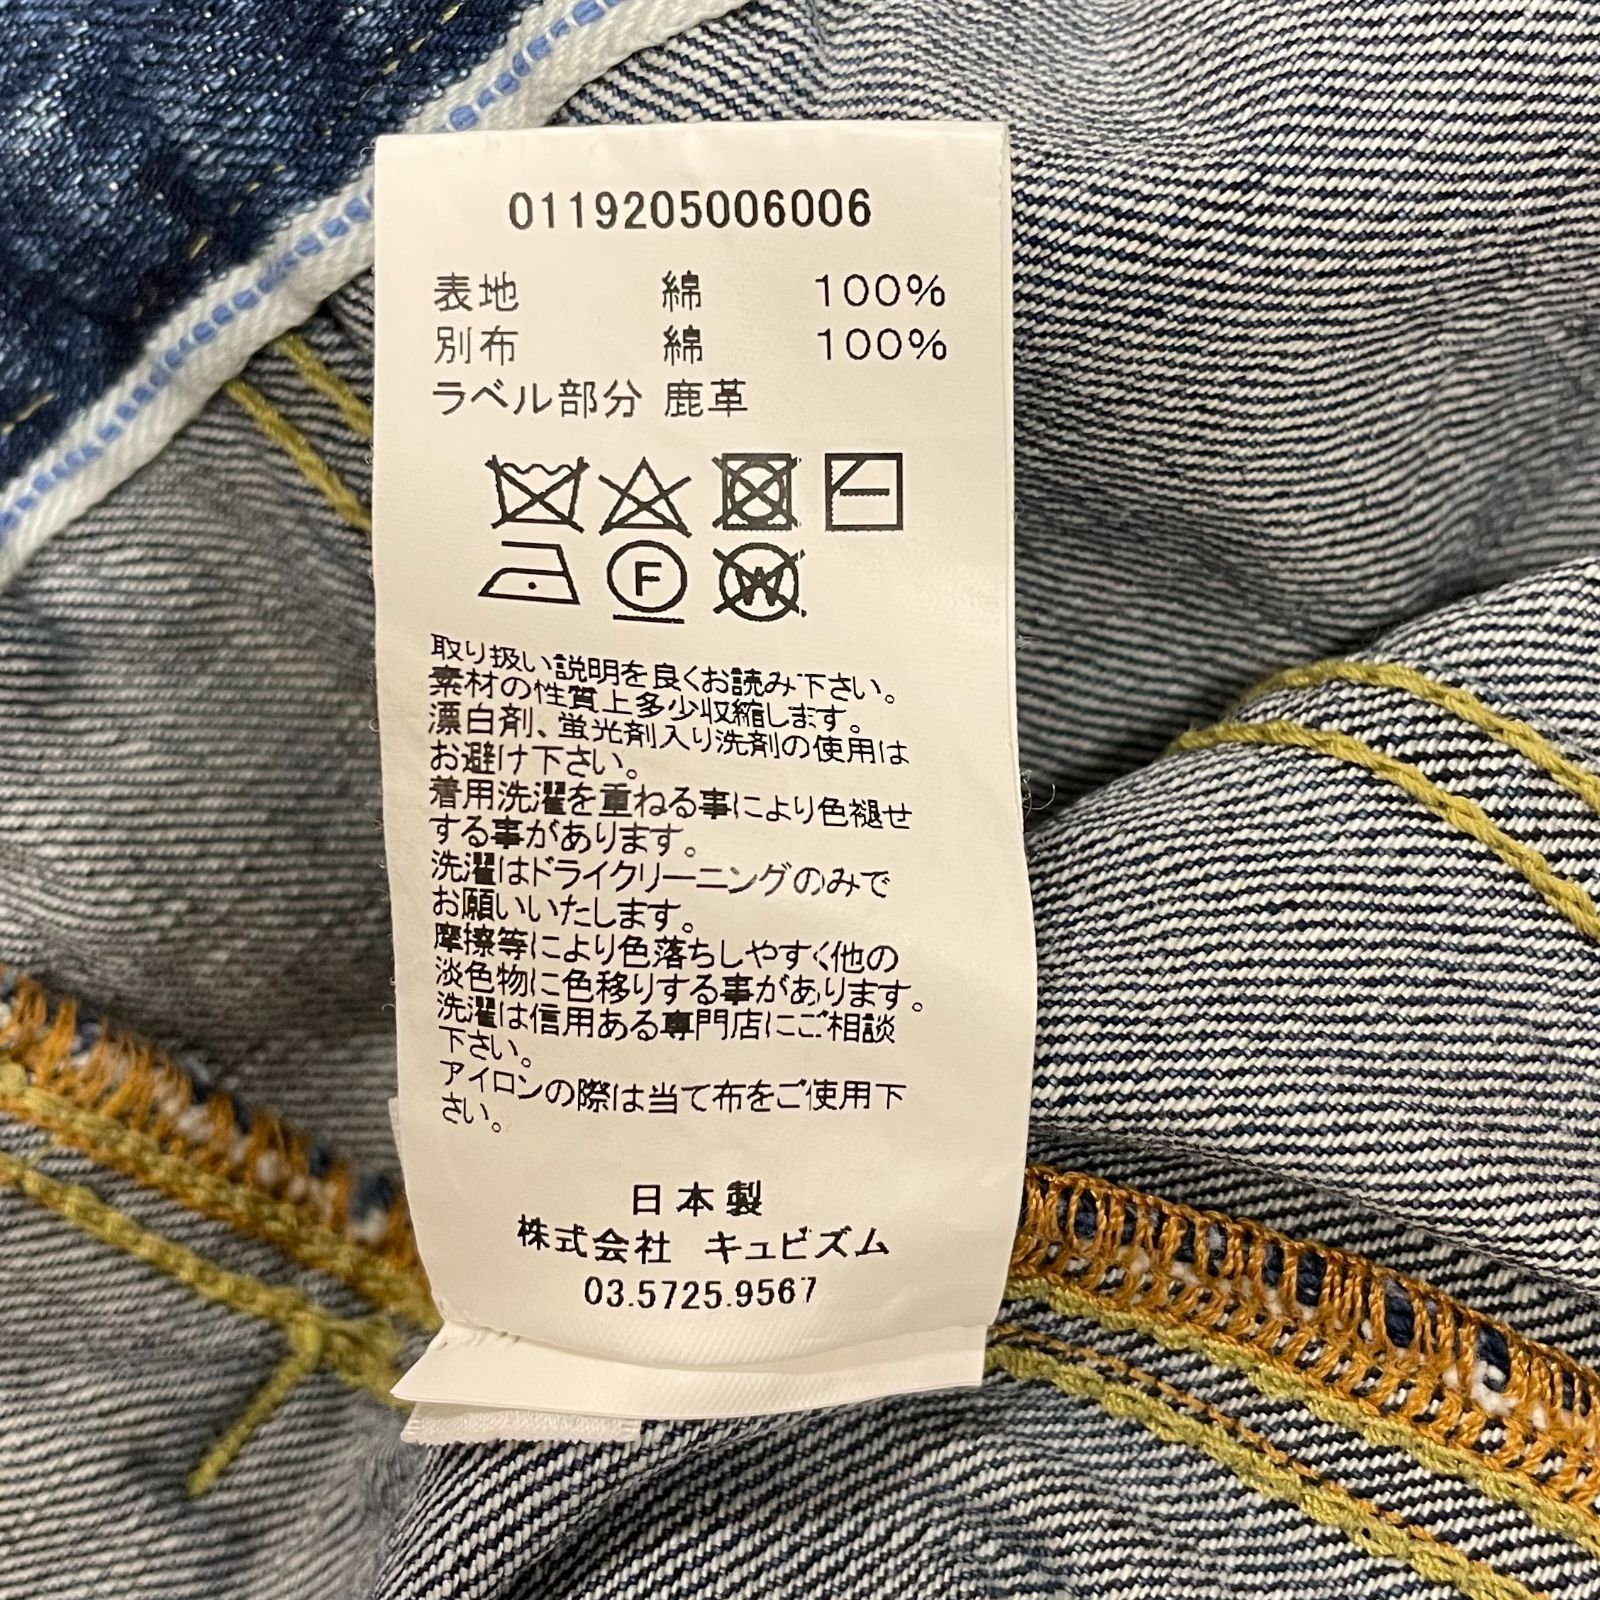 0119205006006
表地 綿 100%
別布 綿 100%
ラベル部分 鹿革
F
W
取り扱い説明を良くお読み下さい。
素材の性質上多少収縮します。
漂白剤、蛍光剤入り洗剤の使用は
お避け下さい。
着用洗濯を重ねる事により色褪せ
する事があります。
洗濯はドライクリーニングのみで
お願いいたします。
摩擦等により色落ちしやすく他の
淡色物に色移りする事があります。
洗濯は信用ある専門店にご相談
下さい。
アイロンの際は当て布をご使用下
さい。
日本製
株式会社 キュビズム
03.5725.9567